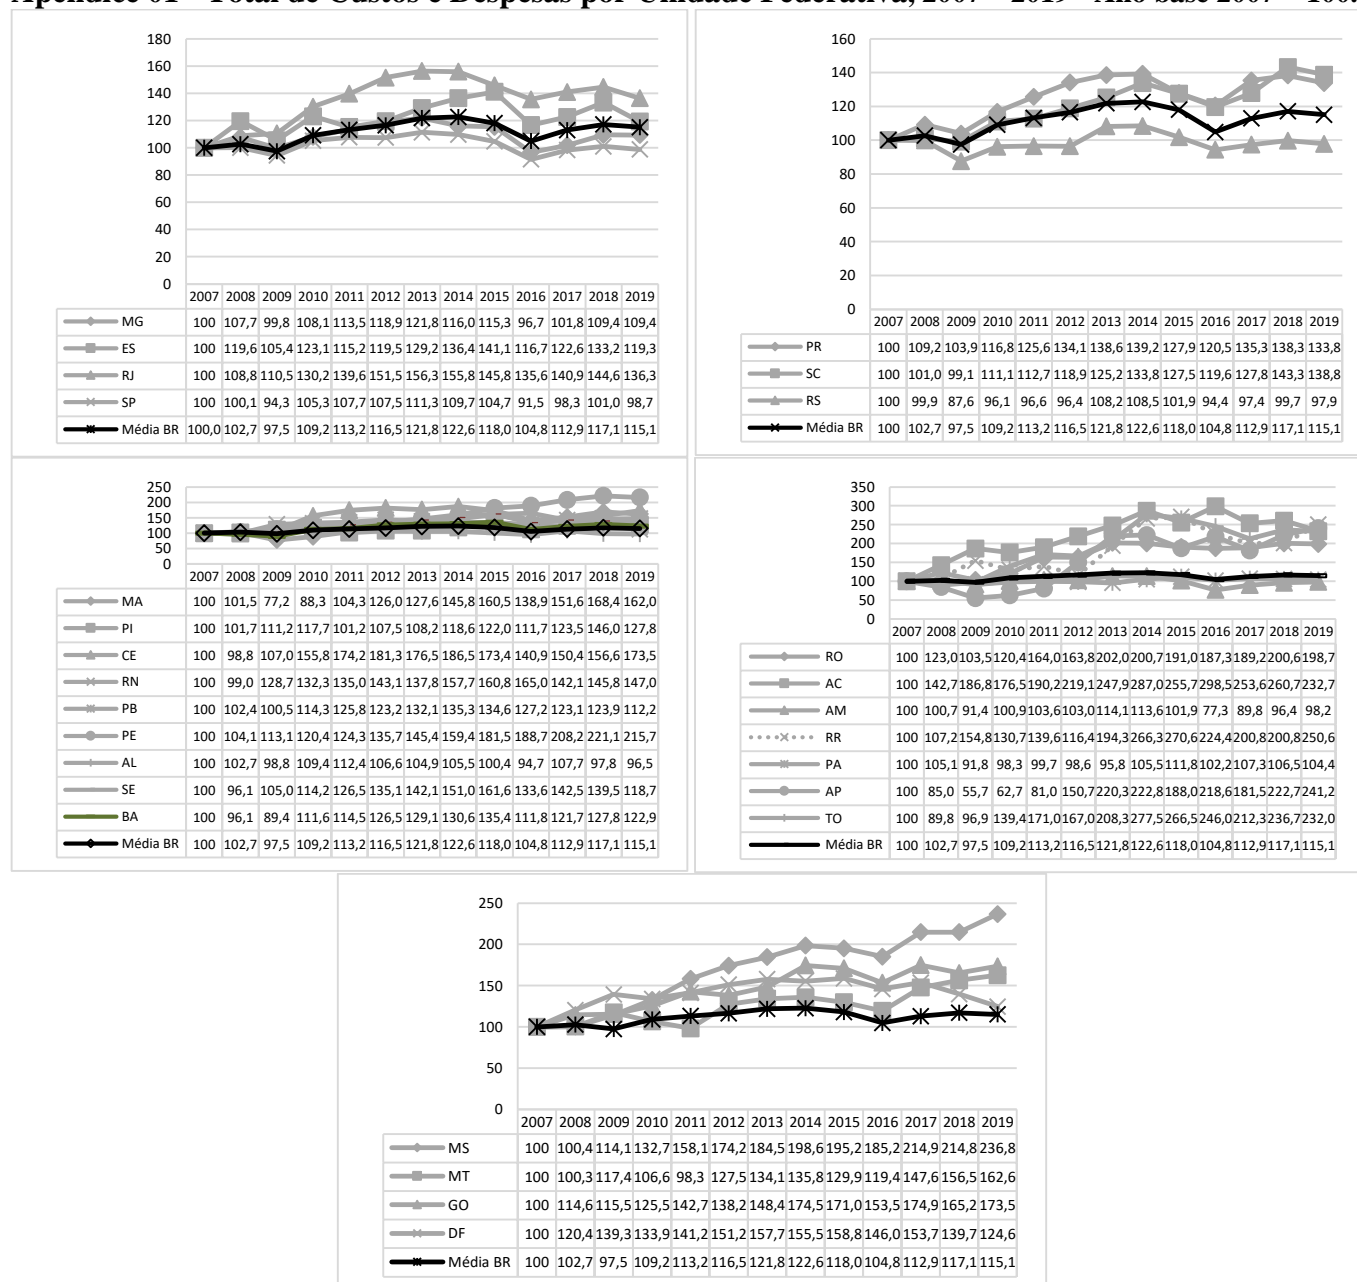 180
160
140
120
100
80
60
40
20
0
2007 2008 2009 2010 2011 2012 2013 2014 2015 2016 2017 2018 2019
MG 100 107,7 99,8 108,1 113,5 118,9 121,8 116,0 115,3 96,7 101,8 109,4 109,4
ES 100 119,6 105,4 123,1 115,2 119,5 129,2 136,4 141,1 116,7 122,6 133,2 119,3
RJ 100 108,8 110,5 130,2 139,6 151,5 156,3 155,8 145,8 135,6 140,9 144,6 136,3
SP 100 100,1 94,3 105,3 107,7 107,5 111,3 109,7 104,7 91,5 98,3 101,0 98,7
Média BR 100,0 102,7 97,5 109,2 113,2 116,5 121,8 122,6 118,0 104,8 112,9 117,1 115,1
160
140
120
100
80
60
40
20
0
2007 2008 2009 2010 2011 2012 2013 2014 2015 2016 2017 2018 2019
PR 100 109,2 103,9 116,8 125,6 134,1 138,6 139,2 127,9 120,5 135,3 138,3 133,8
SC 100 101,0 99,1 111,1 112,7 118,9 125,2 133,8 127,5 119,6 127,8 143,3 138,8
RS 100 99,9 87,6 96,1 96,6 96,4 108,2 108,5 101,9 94,4 97,4 99,7 97,9
Média BR 100 102,7 97,5 109,2 113,2 116,5 121,8 122,6 118,0 104,8 112,9 117,1 115,1
250
200
150
100
50
0
2007 2008 2009 2010 2011 2012 2013 2014 2015 2016 2017 2018 2019
MA 100 101,5 77,2 88,3 104,3 126,0 127,6 145,8 160,5 138,9 151,6 168,4 162,0
PI 100 101,7 111,2 117,7 101,2 107,5 108,2 118,6 122,0 111,7 123,5 146,0 127,8
CE 100 98,8 107,0 155,8 174,2 181,3 176,5 186,5 173,4 140,9 150,4 156,6 173,5
RN 100 99,0 128,7 132,3 135,0 143,1 137,8 157,7 160,8 165,0 142,1 145,8 147,0
PB 100 102,4 100,5 114,3 125,8 123,2 132,1 135,3 134,6 127,2 123,1 123,9 112,2
PE 100 104,1 113,1 120,4 124,3 135,7 145,4 159,4 181,5 188,7 208,2 221,1 215,7
AL 100 102,7 98,8 109,4 112,4 106,6 104,9 105,5 100,4 94,7 107,7 97,8 96,5
SE 100 96,1 105,0 114,2 126,5 135,1 142,1 151,0 161,6 133,6 142,5 139,5 118,7
BA 100 96,1 89,4 111,6 114,5 126,5 129,1 130,6 135,4 111,8 121,7 127,8 122,9
Média BR 100 102,7 97,5 109,2 113,2 116,5 121,8 122,6 118,0 104,8 112,9 117,1 115,1
350
300
250
200
150
100
50
0
2007 2008 2009 2010 2011 2012 2013 2014 2015 2016 2017 2018 2019
RO 100 123,0 103,5 120,4 164,0 163,8 202,0 200,7 191,0 187,3 189,2 200,6 198,7
AC 100 142,7 186,8 176,5 190,2 219,1 247,9 287,0 255,7 298,5 253,6 260,7 232,7
AM 100 100,7 91,4 100,9 103,6 103,0 114,1 113,6 101,9 77,3 89,8 96,4 98,2
RR 100 107,2 154,8 130,7 139,6 116,4 194,3 266,3 270,6 224,4 200,8 200,8 250,6
PA 100 105,1 91,8 98,3 99,7 98,6 95,8 105,5 111,8 102,2 107,3 106,5 104,4
AP 100 85,0 55,7 62,7 81,0 150,7 220,3 222,8 188,0 218,6 181,5 222,7 241,2
TO 100 89,8 96,9 139,4 171,0 167,0 208,3 277,5 266,5 246,0 212,3 236,7 232,0
Média BR 100 102,7 97,5 109,2 113,2 116,5 121,8 122,6 118,0 104,8 112,9 117,1 115,1
250
200
150
100
50
0
2007 2008 2009 2010 2011 2012 2013 2014 2015 2016 2017 2018 2019
MS 100 100,4 114,1 132,7 158,1 174,2 184,5 198,6 195,2 185,2 214,9 214,8 236,8
MT 100 100,3 117,4 106,6 98,3 127,5 134,1 135,8 129,9 119,4 147,6 156,5 162,6
GO 100 114,6 115,5 125,5 142,7 138,2 148,4 174,5 171,0 153,5 174,9 165,2 173,5
DF 100 120,4 139,3 133,9 141,2 151,2 157,7 155,5 158,8 146,0 153,7 139,7 124,6
Média BR 100 102,7 97,5 109,2 113,2 116,5 121,8 122,6 118,0 104,8 112,9 117,1 115,1